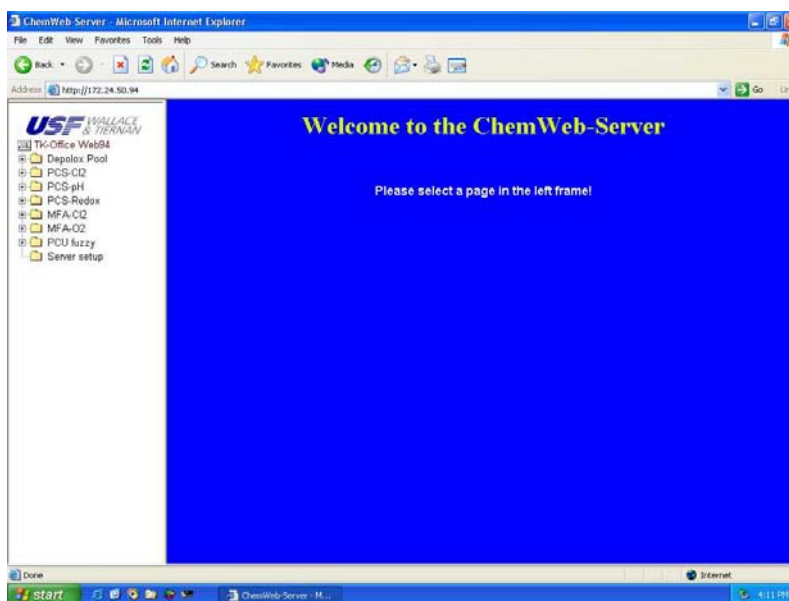 ChemWeb-Server - Microsoft Internet Explorer
File Edit View Favorites Tools Help
Back Search Favorites Media
Address http://172.24.50.94 Go
USF WALLACE & TIERNAN
TK-Office Web94
Depolox Pool
PCS-Cl2
PCS-pH
PCS-Redox
MFA-Cl2
MFA-O2
PCU fuzzy
Server setup
Welcome to the ChemWeb-Server
Please select a page in the left frame!
Done Internet
start ChemWeb-Server - M... 4:11 PM